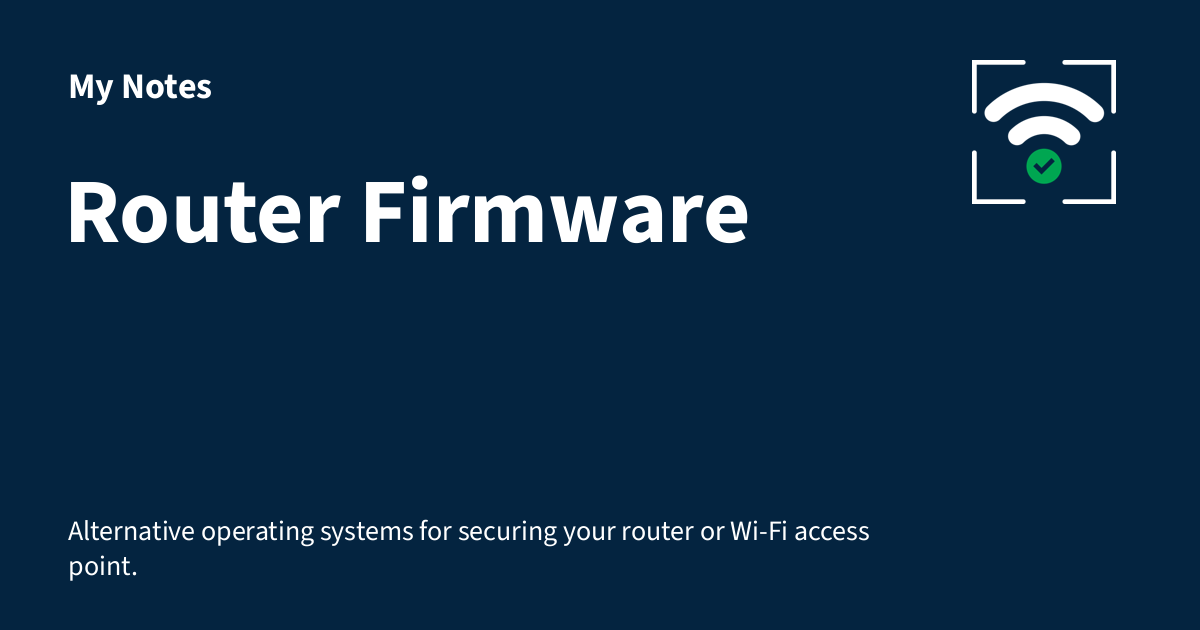 My Notes
Router Firmware
Alternative operating systems for securing your router or Wi-Fi access
point.